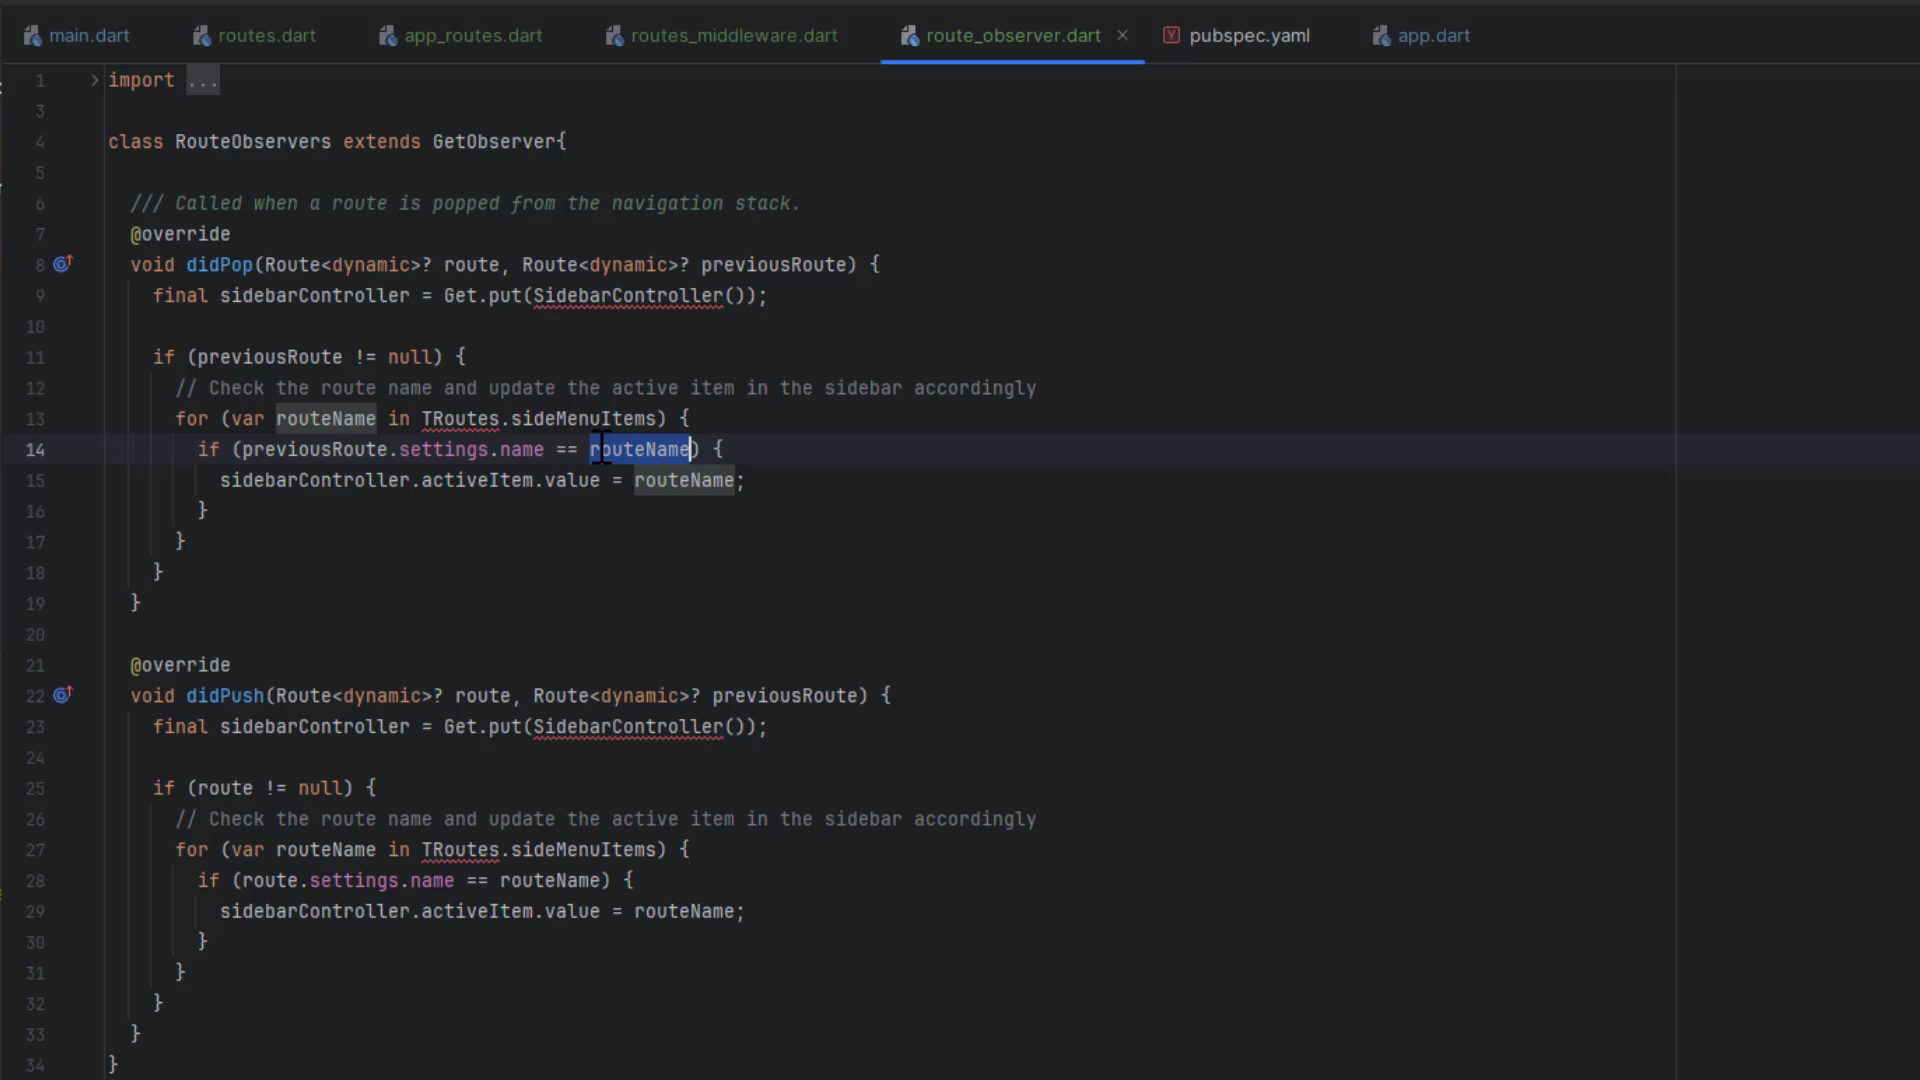 main.dart routes.dart app_routes.dart routes_middleware.dart route_observer.dart × pubspec.yaml app.dart
1 > import ...
3
4 class RouteObservers extends GetObserver{
5
6 /// Called when a route is popped from the navigation stack.
7 @override
8 void didPop(Route<dynamic>? route, Route<dynamic>? previousRoute) {
9 final sidebarController = Get.put(SidebarController());
10
11 if (previousRoute != null) {
12 // Check the route name and update the active item in the sidebar accordingly
13 for (var routeName in TRoutes.sideMenuItems) {
14 if (previousRoute.settings.name == routeName) {
15 sidebarController.activeItem.value = routeName;
16 }
17 }
18 }
19 }
20
21 @override
22 void didPush(Route<dynamic>? route, Route<dynamic>? previousRoute) {
23 final sidebarController = Get.put(SidebarController());
24
25 if (route != null) {
26 // Check the route name and update the active item in the sidebar accordingly
27 for (var routeName in TRoutes.sideMenuItems) {
28 if (route.settings.name == routeName) {
29 sidebarController.activeItem.value = routeName;
30 }
31 }
32 }
33 }
34 }